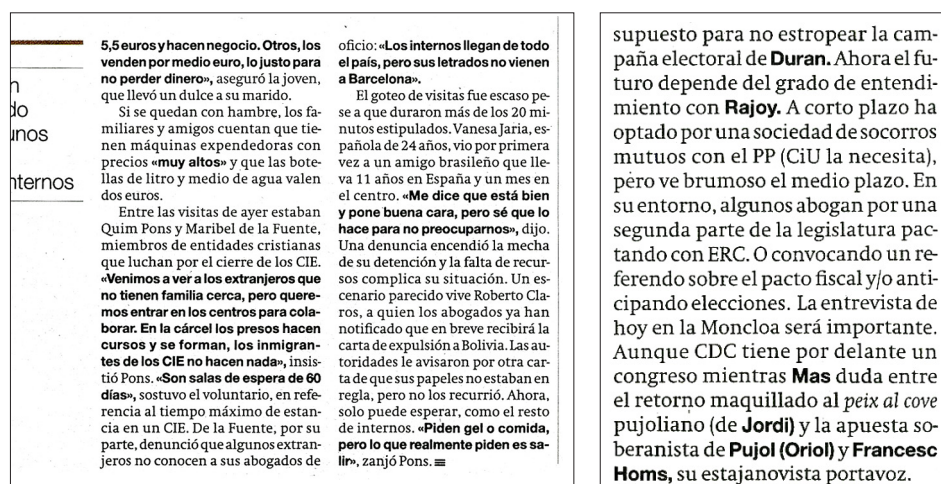 do
unos
nternos
5,5 euros y hacen negocio. Otros, los
venden por medio euro, lo justo para
no perder dinero», aseguró la joven,
que llevó un dulce a su marido.
Si se quedan con hambre, los fa-
miliares y amigos cuentan que tie-
nen máquinas expendedoras con
precios «muy altos» y que las bote-
llas de litro y medio de agua valen
dos euros.
Entre las visitas de ayer estaban
Quim Pons y Maribel de la Fuente,
miembros de entidades cristianas
que luchan por el cierre de los CIE.
«Venimos a ver a los extranjeros que
no tienen familia cerca, pero quere-
mos entrar en los centros para cola-
borar. En la cárcel los presos hacen
cursos y se forman, los inmigran-
tes de los CIE no hacen nada», insis-
tió Pons. «Son salas de espera de 60
días», sostuvo el voluntario, en refe-
rencia al tiempo máximo de estan-
cia en un CIE. De la Fuente, por su
parte, denunció que algunos extran-
jeros no conocen a sus abogados de
oficio: «Los internos llegan de todo
el país, pero sus letrados no vienen
a Barcelona».
El goteo de visitas fue escaso pe-
se a que duraron más de los 20 mi-
nutos estipulados. Vanesa Jaria, es-
pañola de 24 años, vio por primera
vez a un amigo brasileño que lle-
va 11 años en España y un mes en
el centro. «Me dice que está bien
y pone buena cara, pero sé que lo
hace para no preocuparnos», dijo.
Una denuncia encendió la mecha
de su detención y la falta de recur-
sos complica su situación. Un es-
cenario parecido vive Roberto Cla-
ros, a quien los abogados ya han
notificado que en breve recibirá la
carta de expulsión a Bolivia. Las au-
toridades le avisaron por otra car-
ta de que sus papeles no estaban en
regla, pero no los recurrió. Ahora,
solo puede esperar, como el resto
de internos. «Piden gel o comida,
pero lo que realmente piden es sa-
lir», zanjó Pons.
supuesto para no estropear la cam-
paña electoral de Duran. Ahora el fu-
turo depende del grado de entendi-
miento con Rajoy. A corto plazo ha
optado por una sociedad de socorros
mutuos con el PP (CiU la necesita),
pero ve brumoso el medio plazo. En
su entorno, algunos abogan por una
segunda parte de la legislatura pac-
tando con ERC. O convocando un re-
ferendo sobre el pacto fiscal y/o anti-
cipando elecciones. La entrevista de
hoy en la Moncloa será importante.
Aunque CDC tiene por delante un
congreso mientras Mas duda entre
el retorno maquillado al peix al cove
pujoliano (de Jordi) y la apuesta so-
beranista de Pujol (Oriol) y Francesc
Homs, su estajanovista portavoz.